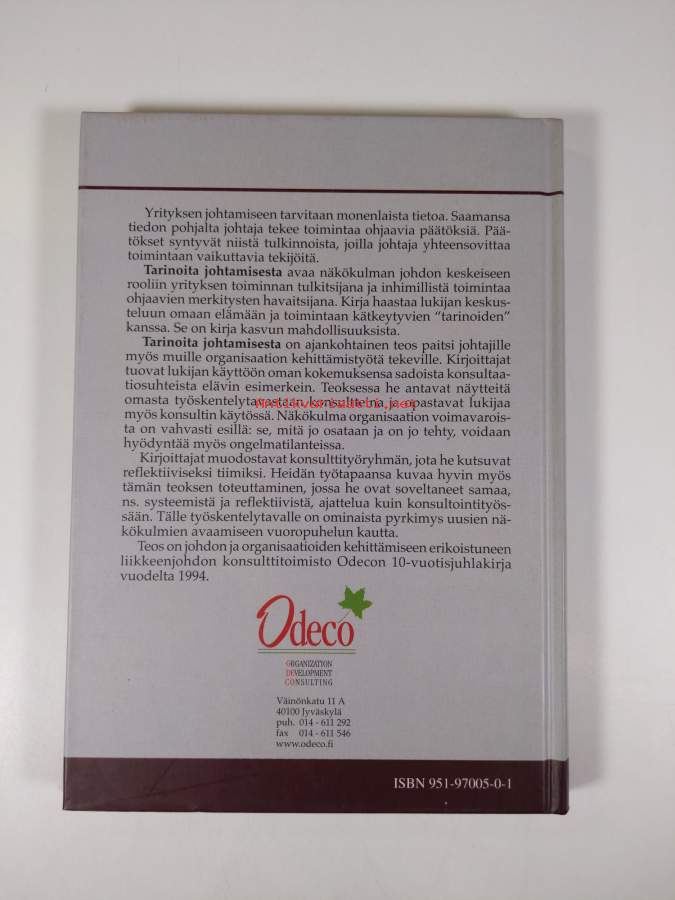 Yrityksen johtamiseen tarvitaan monenlaista tietoa. Saamansa
tiedon pohjalta johtaja tekee toimintaa ohjaavia päätöksiä. Pää-
tökset syntyvät niistä tulkinnoista, joilla johtaja yhteensovittaa
toimintaan vaikuttavia tekijöitä.
Tarinoita johtamisesta avaa näkökulman johdon keskeiseen
rooliin yrityksen toiminnan tulkitsijana ja inhimillistä toimintaa
ohjaavien merkitysten havaitsijana. Kirja haastaa lukijan keskus-
teluun omaan elämään ja toimintaan kätkeytyvien “tarinoiden”
kanssa. Se on kirja kasvun mahdollisuuksista.
Tarinoita johtamisesta on ajankohtainen teos paitsi johtajille
myös muille organisaation kehittämistyötä tekeville. Kirjoittajat
tuovat lukijan käyttöön oman kokemuksensa sadoista konsultaa-
tiosuhteista elävin esimerkein. Teoksessa he antavat näytteitä
omasta työskentelytavastaan konsultteina ja opastavat lukijaa
Antikvariaatti.net
myös konsultin käytössä. Näkökulma organisaation voimavarois-
ta on vahvasti esillä: se, mitä jo osataan ja on jo tehty, voidaan
hyödyntää myös ongelmatilanteissa.
Kirjoittajat muodostavat konsulttityöryhmän, jota he kutsuvat
reflektiiviseksi tiimiksi. Heidän työtapaansa kuvaa hyvin myös
tämän teoksen toteuttaminen, jossa he ovat soveltaneet samaa,
ns. systeemistä ja reflektiivistä, ajattelua kuin konsultointityös-
sään. Tälle työskentelytavalle on ominaista pyrkimys uusien nä-
kökulmien avaamiseen vuoropuhelun kautta.
Teos on johdon ja organisaatioiden kehittämiseen erikoistuneen
liikkeenjohdon konsulttitoimisto Odecon 10-vuotisjuhlakirja
vuodelta 1994.
Odeco
ORGANIZATION
DEVELOPMENT
CONSULTING
Väinönkatu 11 A
40100 Jyväskylä
puh. 014 - 611 292
fax 014 - 611 546
www.odeco.fi
ISBN 951-97005-0-1